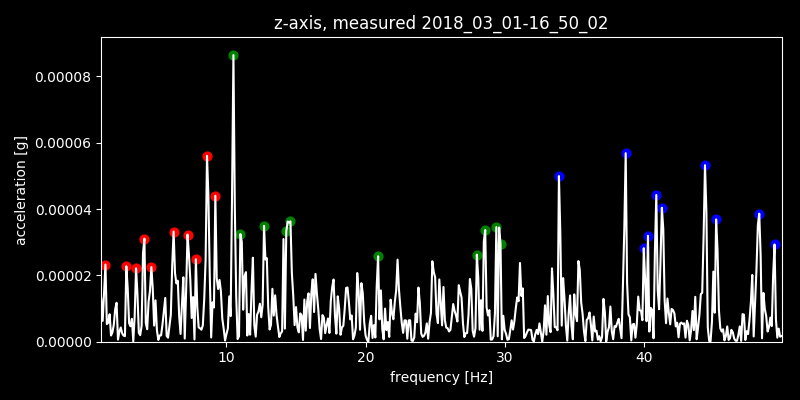 z-axis, measured 2018_03_01-16_50_02
acceleration [g]
0.00008
0.00006
0.00004
0.00002
0.00000
10 20 30 40
frequency [Hz]